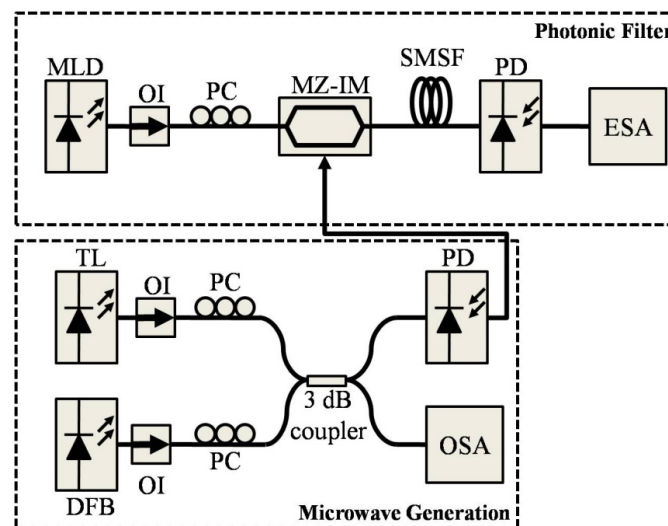 Photonic Filter
MLD
OI
PC
MZ-IM
SMSF
PD
ESA
TL
OI
PC
PD
3 dB
coupler
DFB
OI
PC
OSA
Microwave Generation